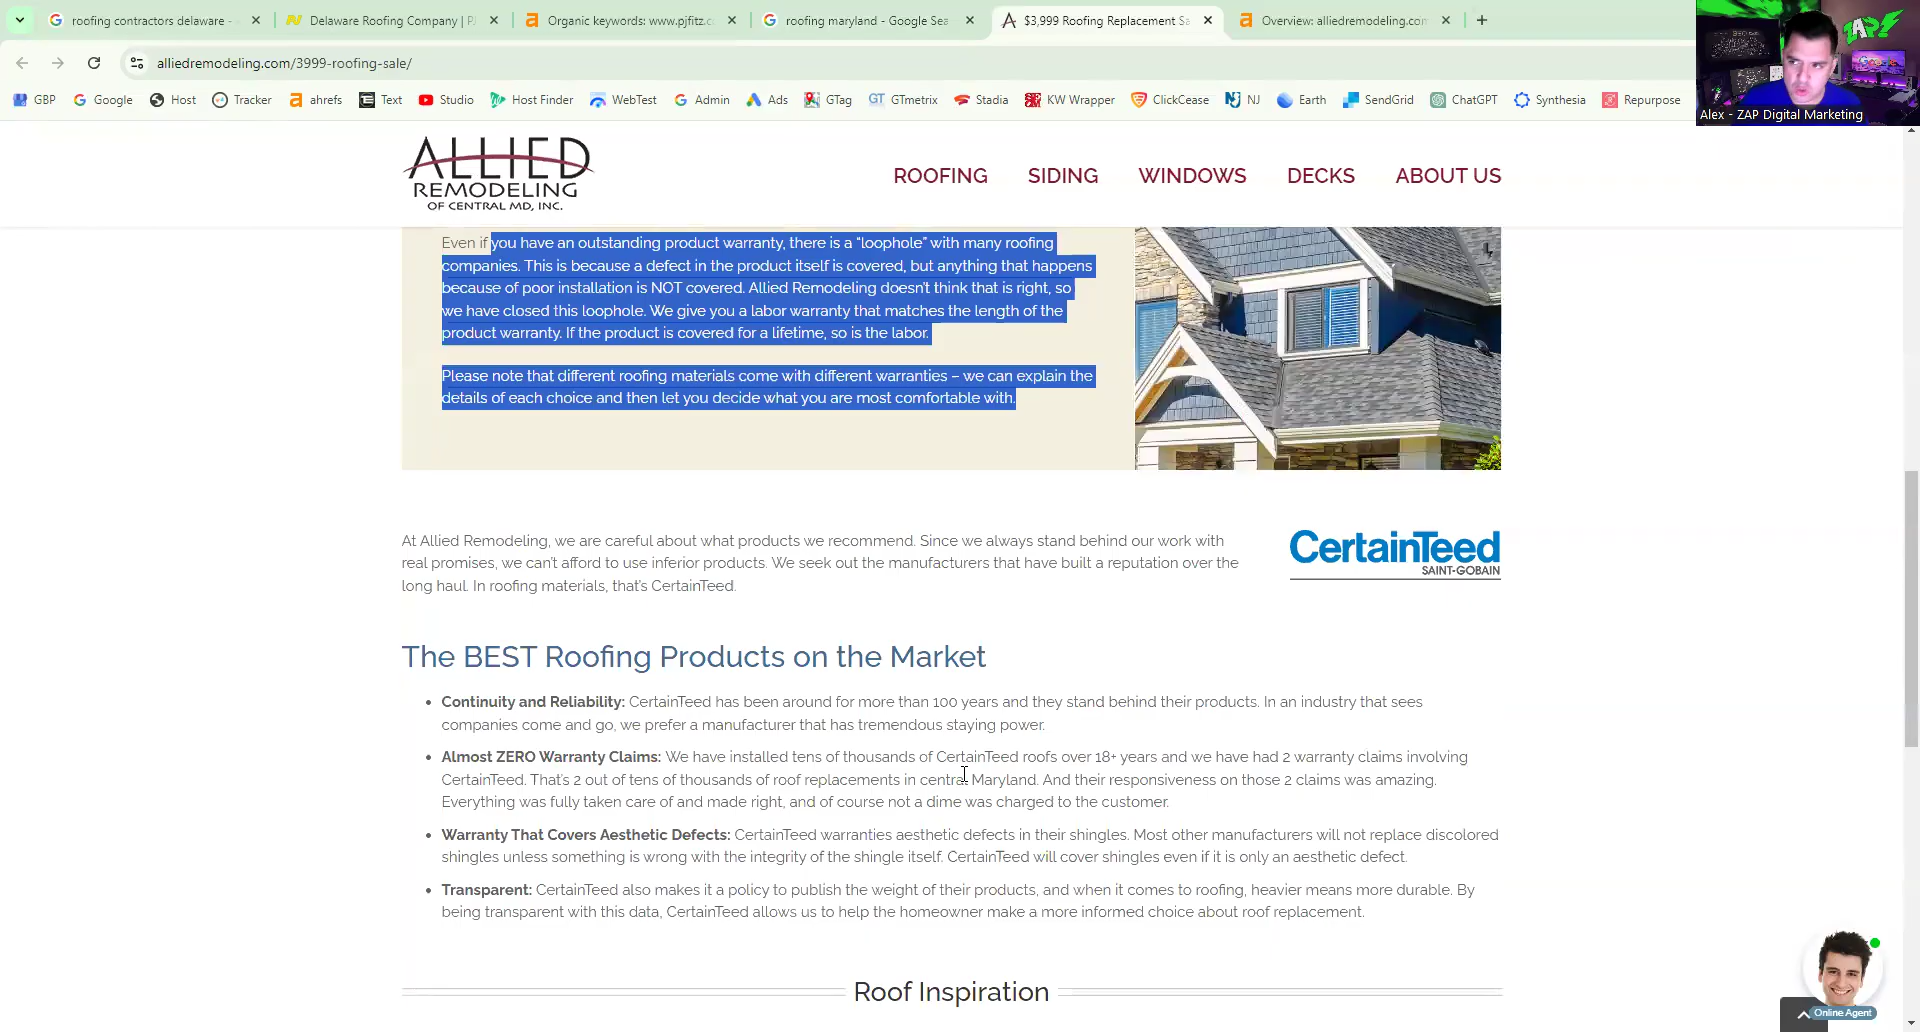 roofing contractors delaware -
Delaware Roofing Company | PJ
Organic keywords: www.pjfitz.c
roofing maryland - Google Sea
$3,999 Roofing Replacement Sa
Overview: alliedremodeling.com
alliedremodeling.com/3999-roofing-sale/
GBP
Google
Host
Tracker
ahrefs
Text
Studio
Host Finder
WebTest
Admin
Ads
GTag
GTmetrix
Stadia
KW Wrapper
ClickCease
NJ
Earth
SendGrid
ChatGPT
Synthesia
Repurpose
ZAP!
Google
Alex - ZAP Digital Marketing
ALLIED
REMODELING
OF CENTRAL MD, INC.
ROOFING
SIDING
WINDOWS
DECKS
ABOUT US
Even if you have an outstanding product warranty, there is a "loophole" with many roofing
companies. This is because a defect in the product itself is covered, but anything that happens
because of poor installation is NOT covered. Allied Remodeling doesn't think that is right, so
we have closed this loophole. We give you a labor warranty that matches the length of the
product warranty. If the product is covered for a lifetime, so is the labor.
Please note that different roofing materials come with different warranties – we can explain the
details of each choice and then let you decide what you are most comfortable with.
At Allied Remodeling, we are careful about what products we recommend. Since we always stand behind our work with
real promises, we can't afford to use inferior products. We seek out the manufacturers that have built a reputation over the
long haul. In roofing materials, that's CertainTeed.
CertainTeed
SAINT-GOBAIN
The BEST Roofing Products on the Market
• Continuity and Reliability: CertainTeed has been around for more than 100 years and they stand behind their products. In an industry that sees
companies come and go, we prefer a manufacturer that has tremendous staying power.
• Almost ZERO Warranty Claims: We have installed tens of thousands of CertainTeed roofs over 18+ years and we have had 2 warranty claims involving
CertainTeed. That's 2 out of tens of thousands of roof replacements in central Maryland. And their responsiveness on those 2 claims was amazing.
Everything was fully taken care of and made right, and of course not a dime was charged to the customer.
• Warranty That Covers Aesthetic Defects: CertainTeed warranties aesthetic defects in their shingles. Most other manufacturers will not replace discolored
shingles unless something is wrong with the integrity of the shingle itself. CertainTeed will cover shingles even if it is only an aesthetic defect.
• Transparent: CertainTeed also makes it a policy to publish the weight of their products, and when it comes to roofing, heavier means more durable. By
being transparent with this data, CertainTeed allows us to help the homeowner make a more informed choice about roof replacement.
Roof Inspiration
Online Agent